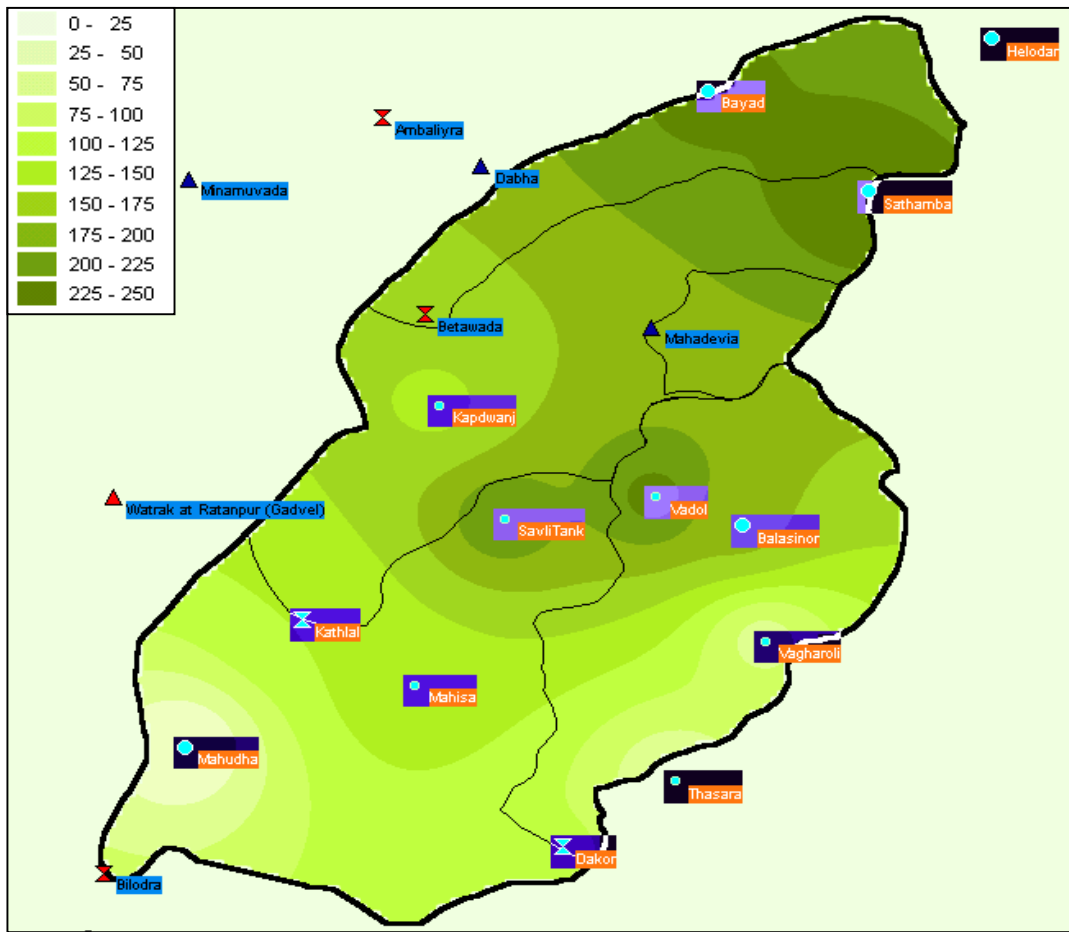 0 - 25
25 - 50
50 - 75
75 - 100
100 - 125
125 - 150
150 - 175
175 - 200
200 - 225
225 - 250
Helodar
Bayad
Ambaliyra
Dabha
Minamuvada
Sathamba
Betawada
Mahadevia
Kapdwanj
Watrak at Ratanpur (Gadvel)
Vadol
SavliTank
Balasinor
Kathlal
Vagharoli
Mahisa
Mahudha
Thasara
Dakor
Bilodra